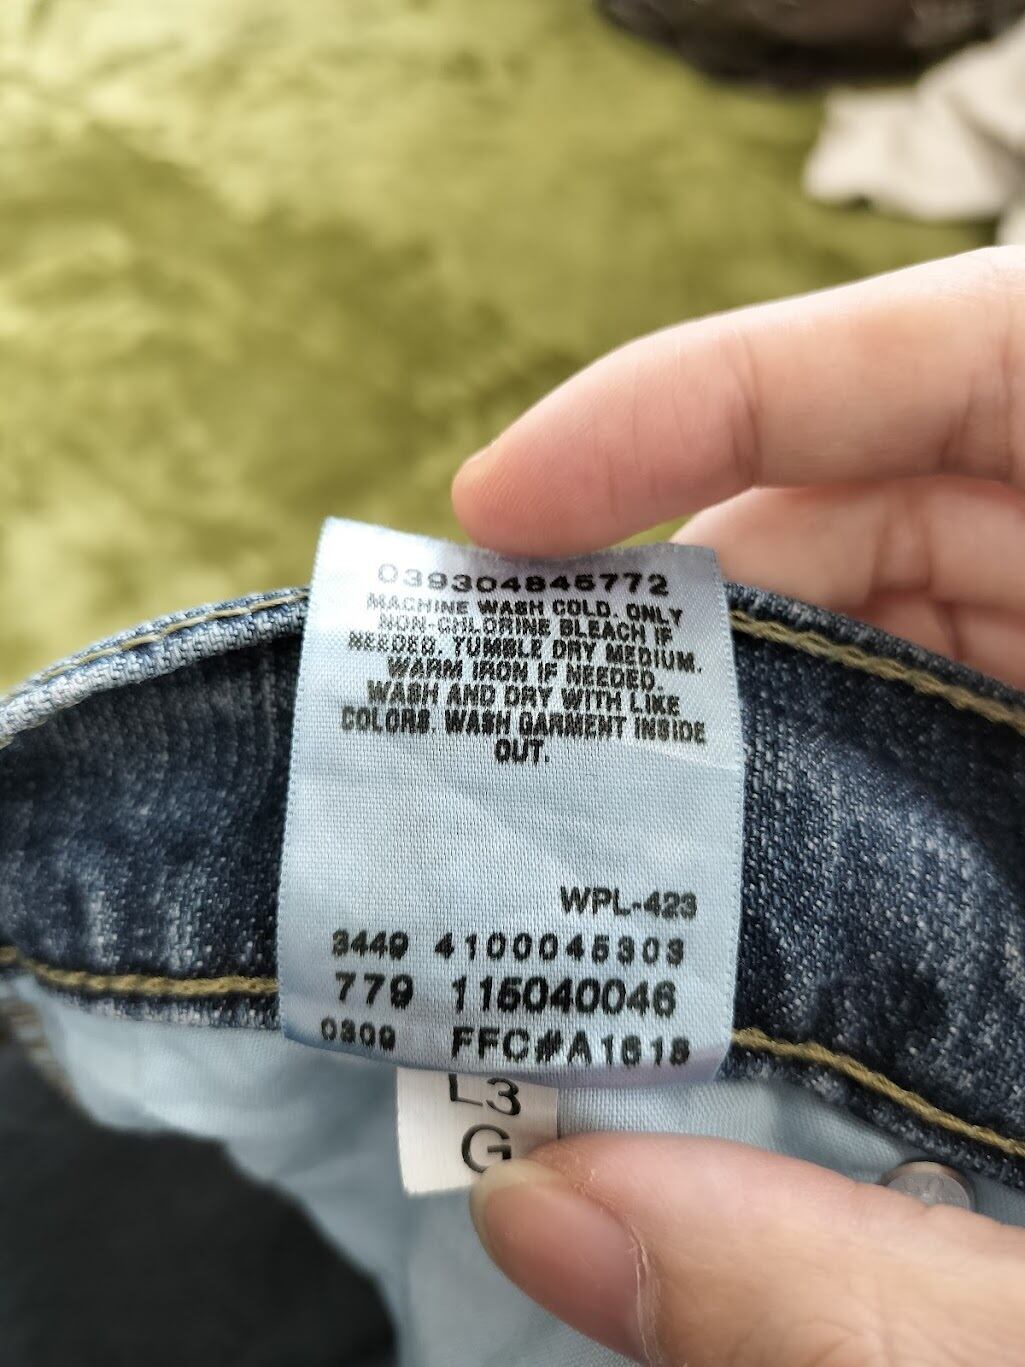 039304845772
MACHINE WASH COLD. ONLY
NON-CHLORINE BLEACH IF
NEEDED. TUMBLE DRY MEDIUM.
WARM IRON IF NEEDED.
WASH AND DRY WITH LIKE
COLORS. WASH GARMENT INSIDE
OUT.
WPL-423
3449 4100045303
779 115040046
0309 FFC#A1618
L3
G